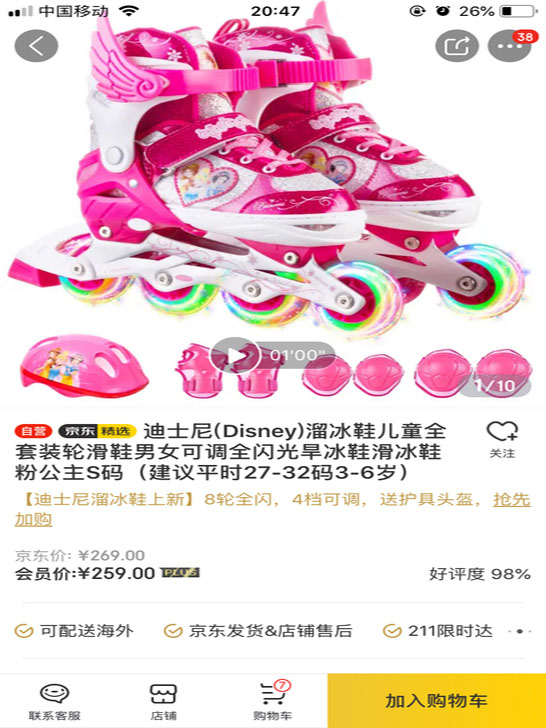 中国移动
20:47
26%
38
01'00"
1/10
自营 京东精选 迪士尼(Disney)溜冰鞋儿童全
套装轮滑鞋男女可调全闪光旱冰鞋滑冰鞋
粉公主S码（建议平时27-32码3-6岁）
关注
【迪士尼溜冰鞋上新】8轮全闪，4档可调，送护具头盔，抢先
加购
京东价: ¥269.00
会员价:¥259.00 PLUS
好评度 98%
可配送海外
京东发货&店铺售后
211限时达
联系客服
店铺
7
购物车
加入购物车